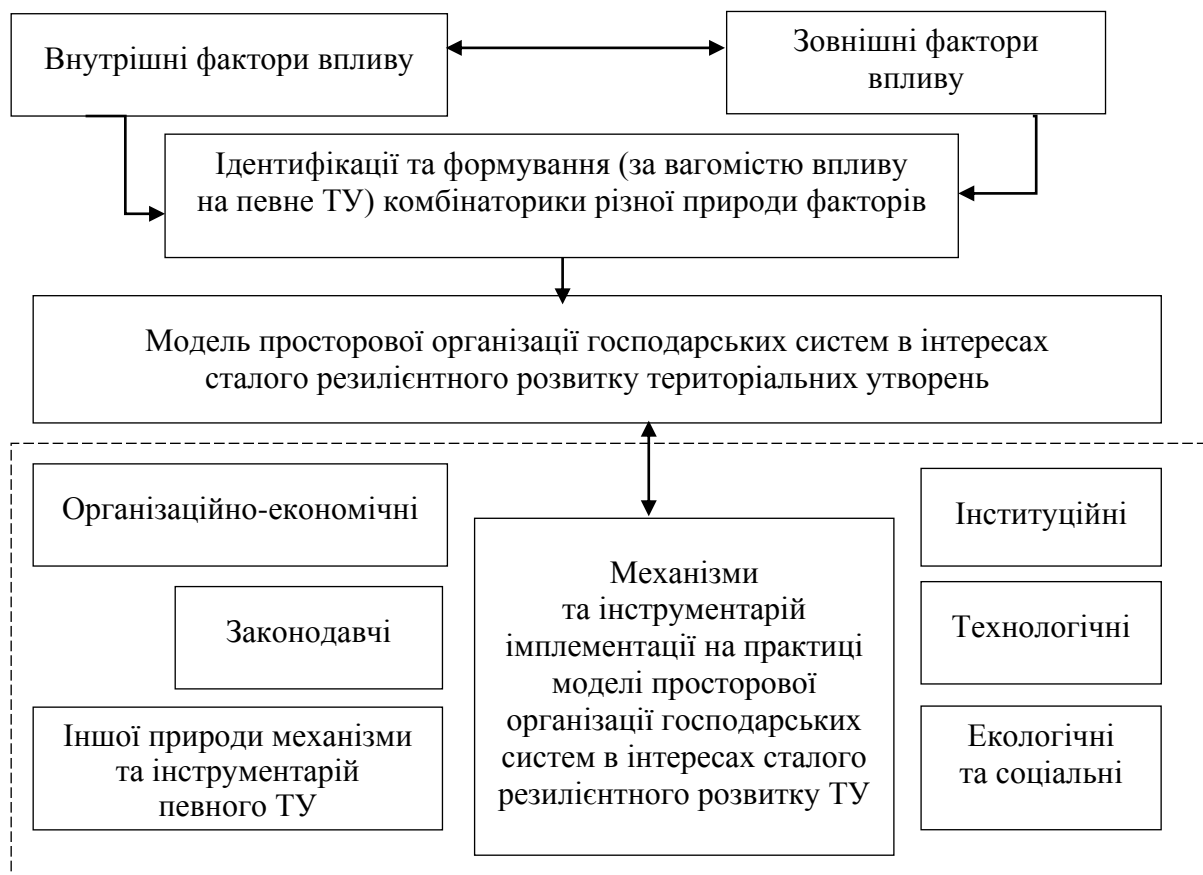 Внутрішні фактори впливу
Зовнішні фактори
впливу
Ідентифікації та формування (за вагомістю впливу
на певне ТУ) комбінаторики різної природи факторів
Модель просторової організації господарських систем в інтересах
сталого резилієнтного розвитку територіальних утворень
Організаційно-економічні
Законодавчі
Іншої природи механізми
та інструментарій
певного ТУ
Механізми
та інструментарій
імплементації на практиці
моделі просторової
організації господарських
систем в інтересах сталого
резилієнтного розвитку ТУ
Інституційні
Технологічні
Екологічні
та соціальні